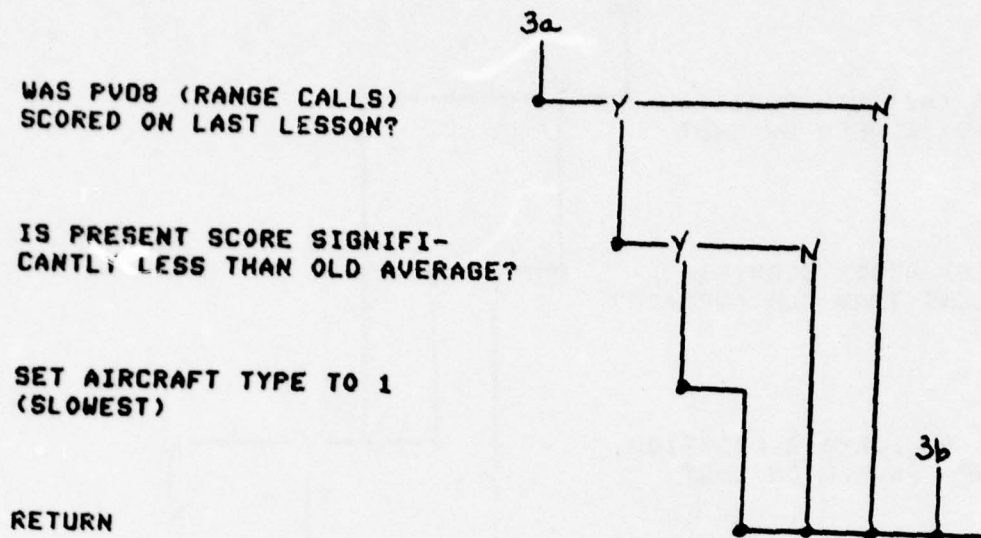 3a
WAS PV08 (RANGE CALLS)
SCORED ON LAST LESSON?
Y N
IS PRESENT SCORE SIGNIFI-
CANTLY LESS THAN OLD AVERAGE?
Y N
SET AIRCRAFT TYPE TO 1
(SLOWEST)
3b
RETURN